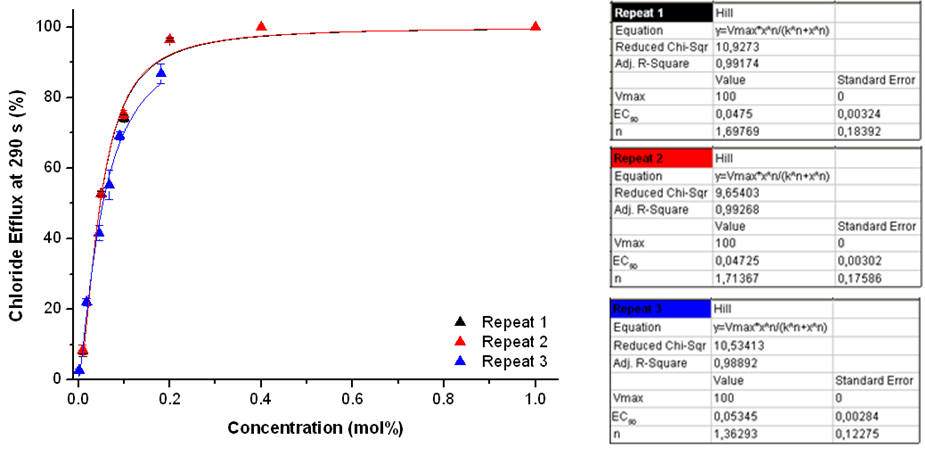 100
80
60
40
20
0
Chloride Efflux at 290 s (%)
0.0
0.2
0.4
0.6
0.8
1.0
Concentration (mol%)
Repeat 1
Repeat 2
Repeat 3
Repeat 1 Hill
Equation y=Vmax*x^n/(k^n+x^n)
Reduced Chi-Sqr 10,9273
Adj. R-Square 0,99174
Value Standard Error
Vmax 100 0
EC50 0,0475 0,00324
n 1,69769 0,18392
Repeat 2 Hill
Equation y=Vmax*x^n/(k^n+x^n)
Reduced Chi-Sqr 9,65403
Adj. R-Square 0,99268
Value Standard Error
Vmax 100 0
EC50 0,04725 0,00302
n 1,71367 0,17586
Repeat 3 Hill
Equation y=Vmax*x^n/(k^n+x^n)
Reduced Chi-Sqr 10,53413
Adj. R-Square 0,98892
Value Standard Error
Vmax 100 0
EC50 0,05345 0,00284
n 1,36293 0,12275